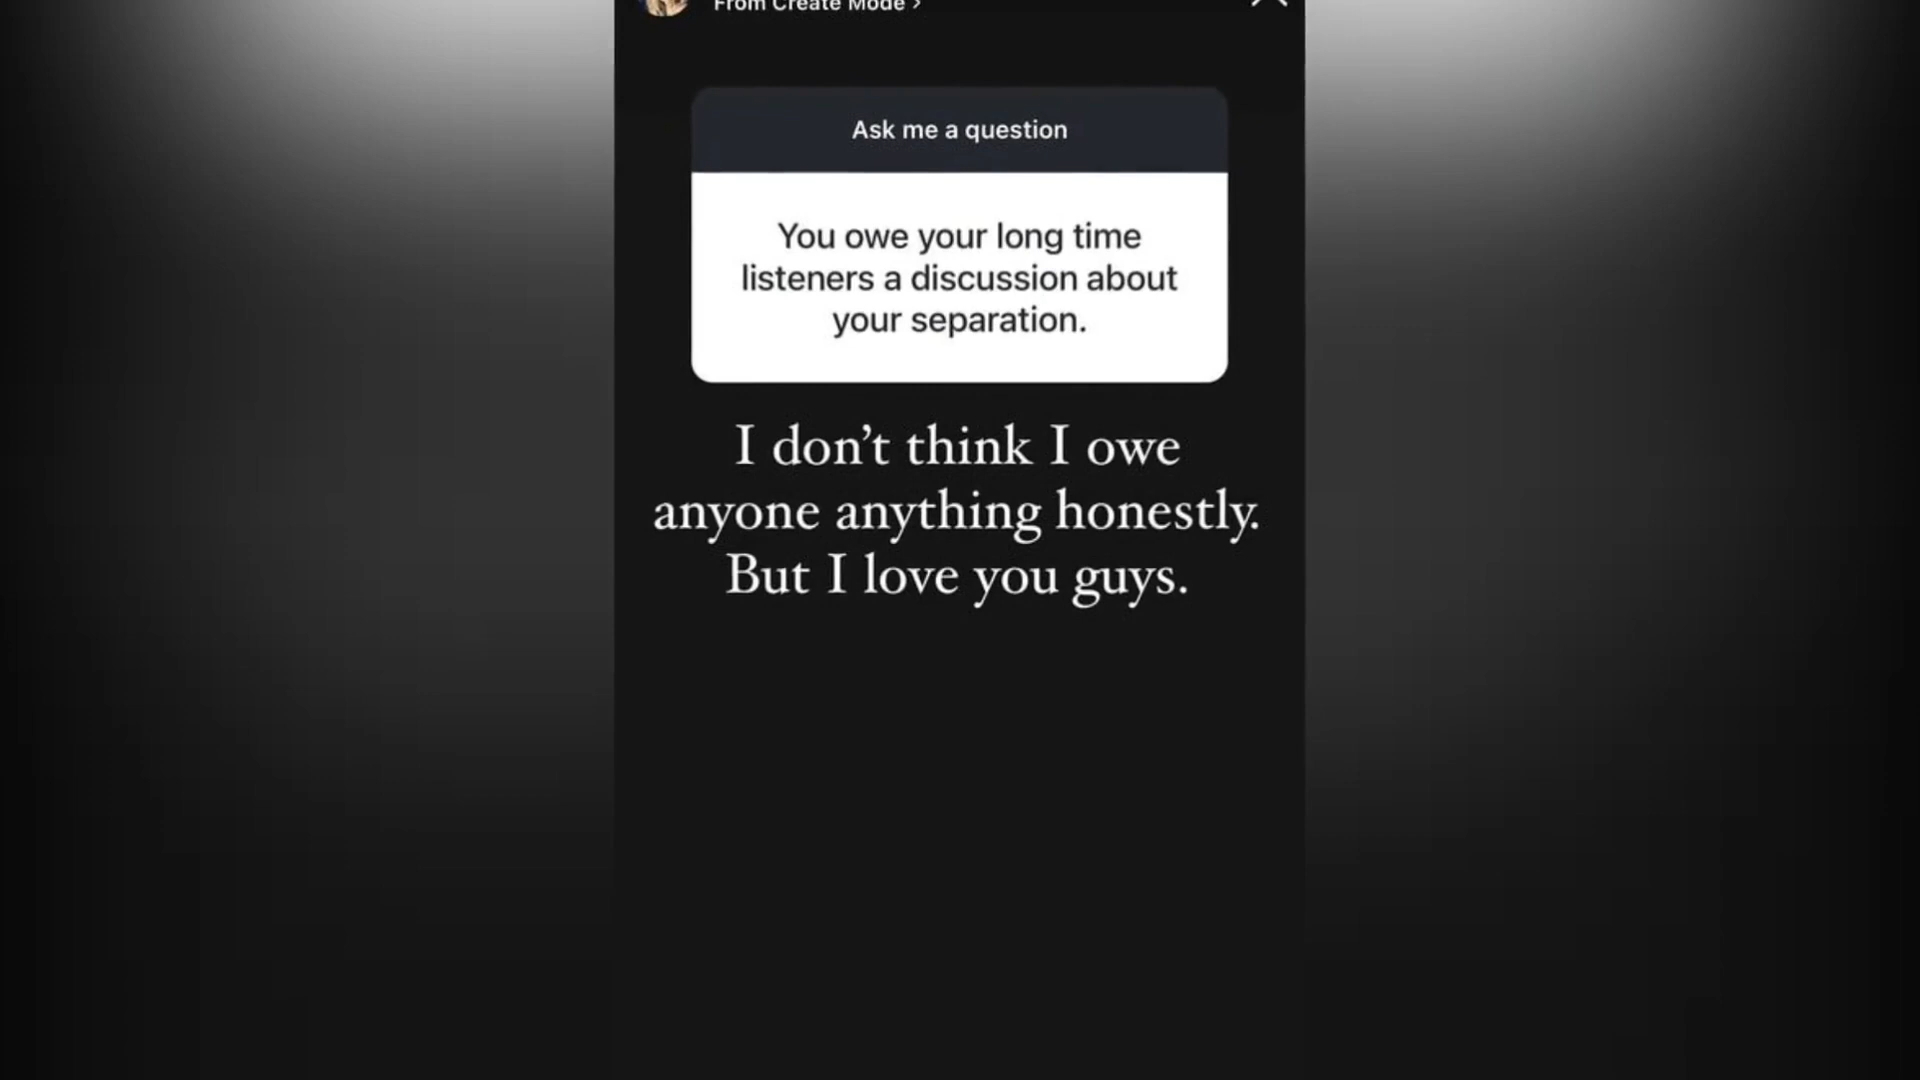 From Create Mode >
Ask me a question
You owe your long time
listeners a discussion about
your separation.
I don't think I owe
anyone anything honestly.
But I love you guys.